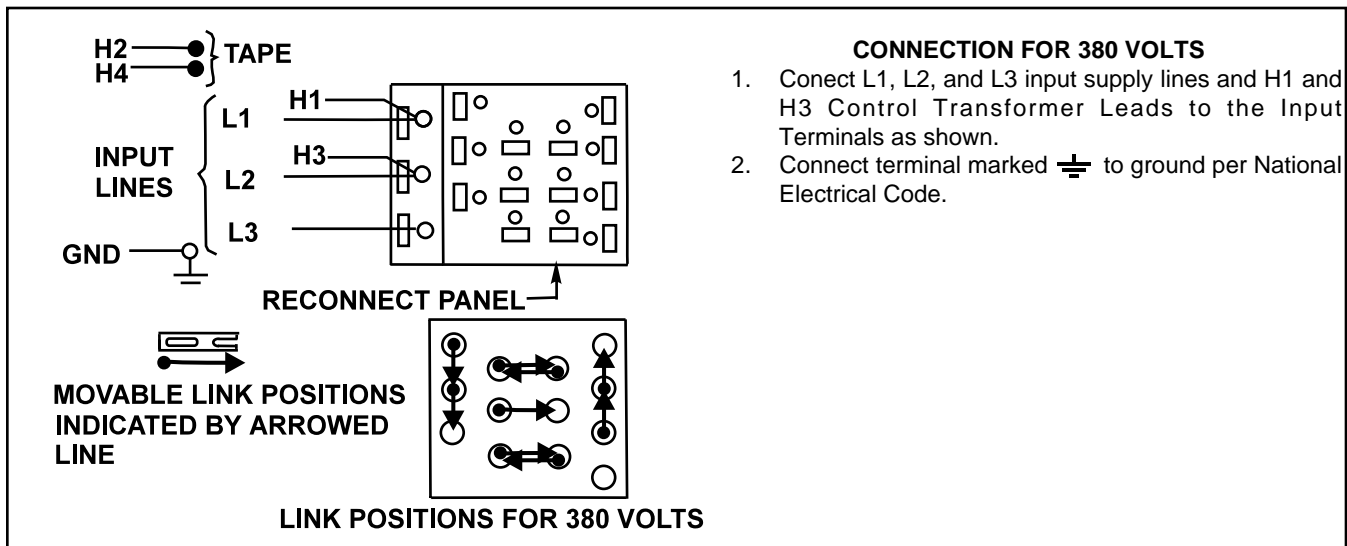 H2
H4
TAPE
INPUT
LINES
L1
H1
L2
H3
L3
GND
RECONNECT PANEL
MOVABLE LINK POSITIONS
INDICATED BY ARROWED
LINE
LINK POSITIONS FOR 380 VOLTS
CONNECTION FOR 380 VOLTS
1. Conect L1, L2, and L3 input supply lines and H1 and
H3 Control Transformer Leads to the Input
Terminals as shown.
2. Connect terminal marked ⏚ to ground per National
Electrical Code.